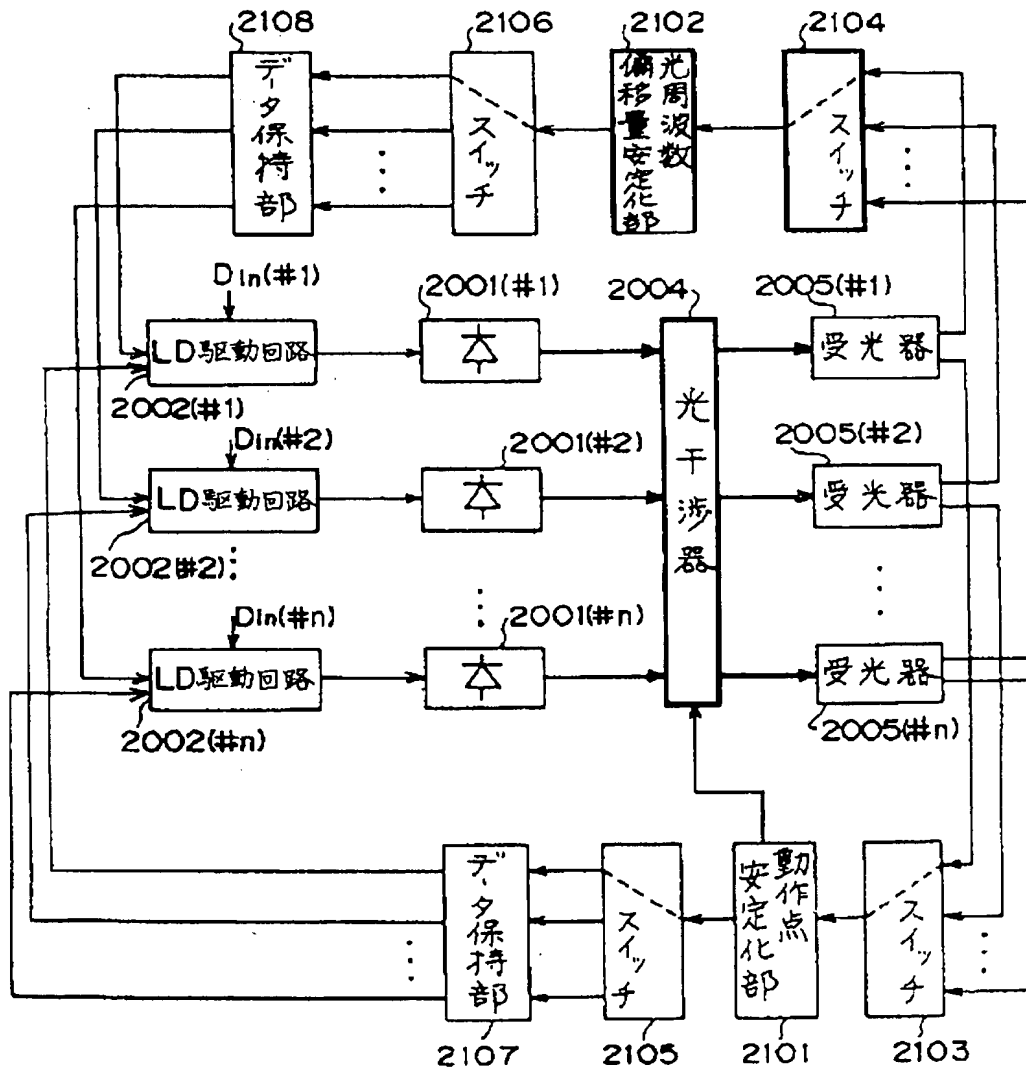 2108
2106
2102
2104
データ保持部
スイッチ
光周波数
偏移量安定化部
スイッチ
Din(#1)
2001(#1)
2004
2005(#1)
LD駆動回路
光干渉器
受光器
2002(#1)
Din(#2)
2001(#2)
2005(#2)
LD駆動回路
受光器
2002(#2)
Din(#n)
2001(#n)
LD駆動回路
受光器
2002(#n)
2005(#n)
データ保持部
スイッチ
動作点
安定化部
スイッチ
2107
2105
2101
2103